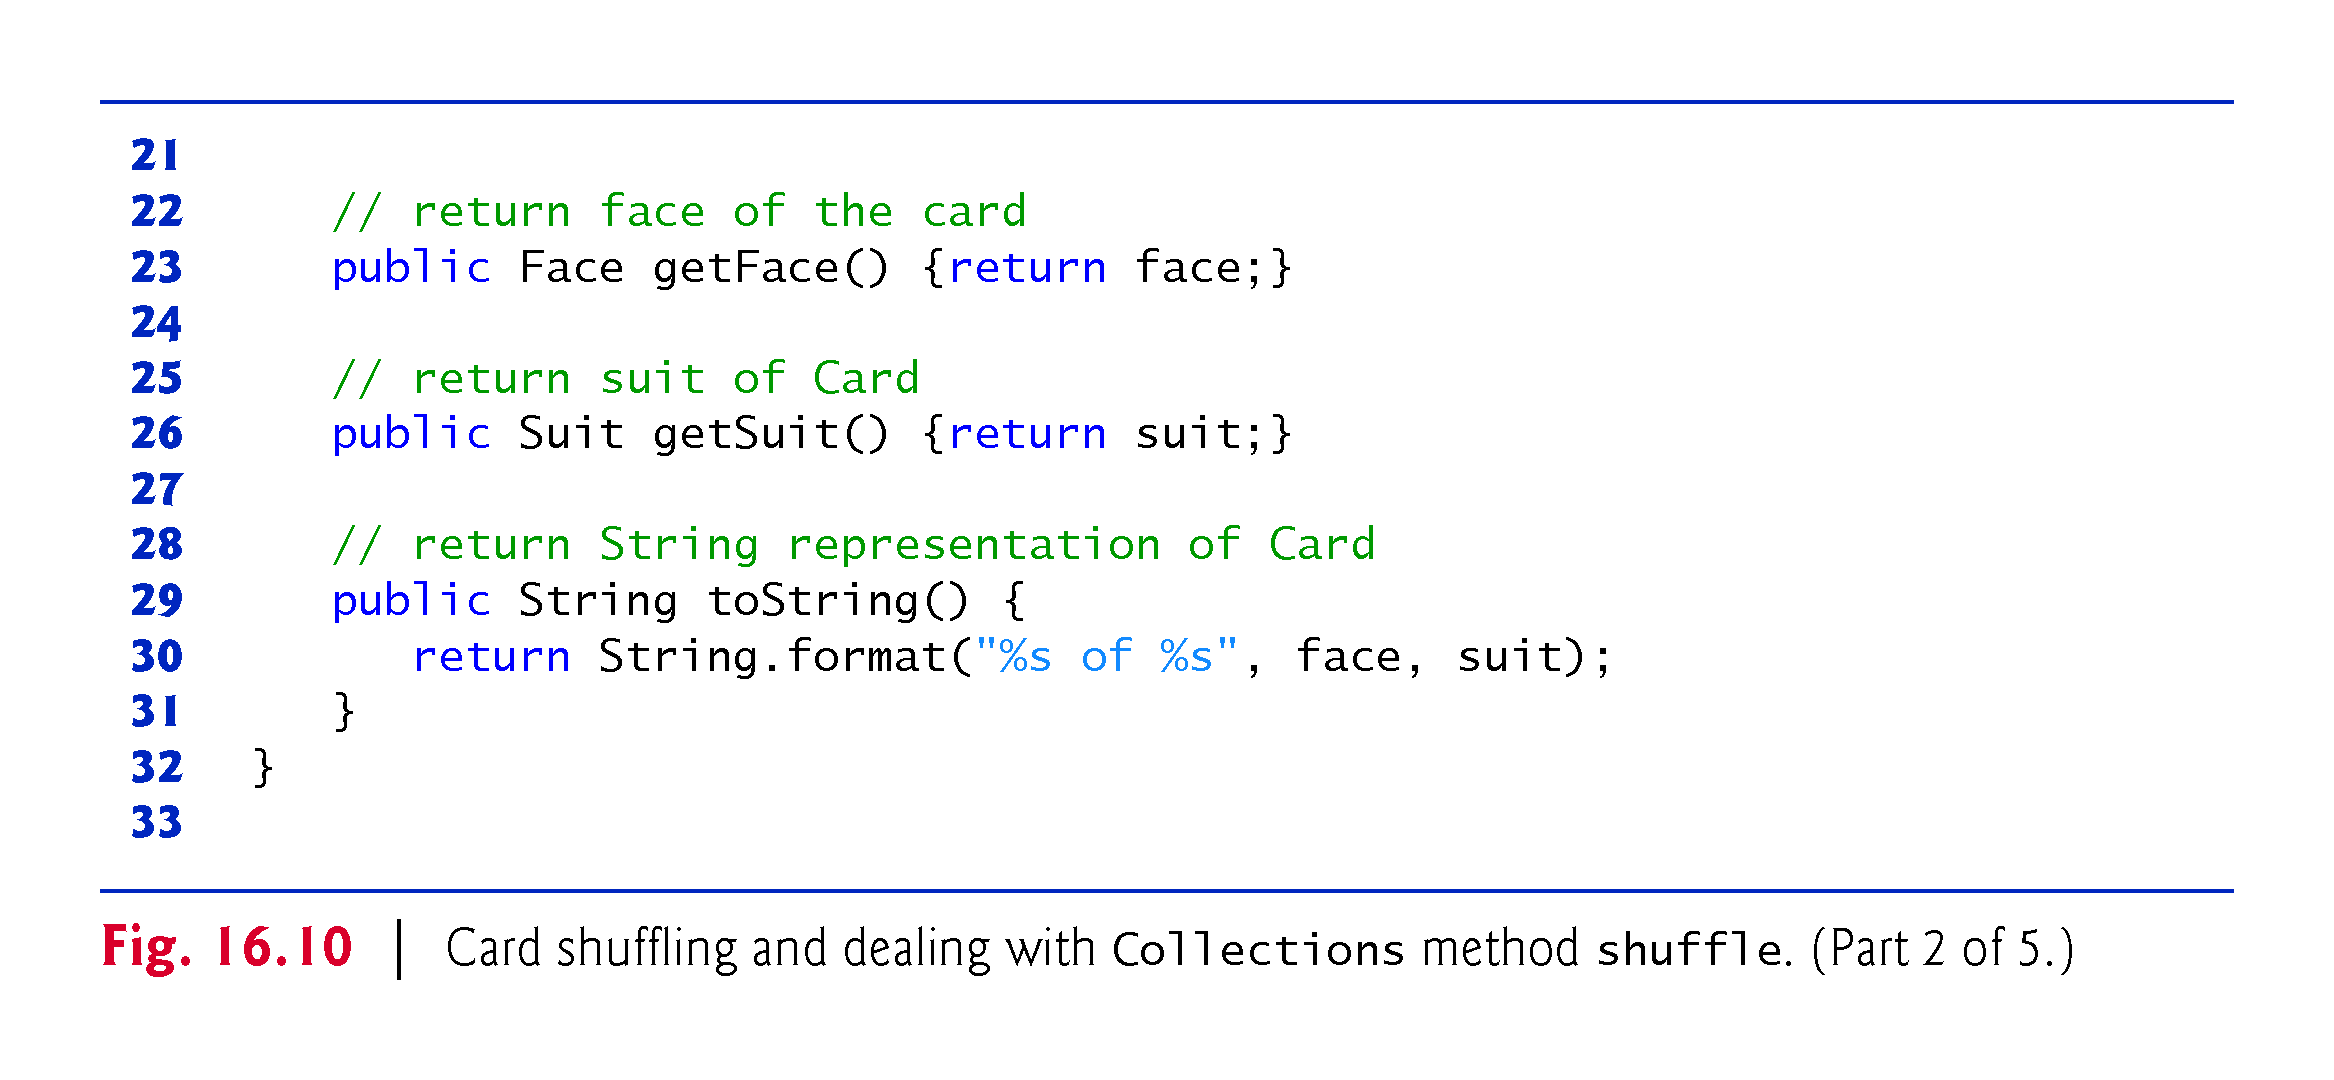 21
22 // return face of the card
23 public Face getFace() {return face;}
24
25 // return suit of Card
26 public Suit getSuit() {return suit;}
27
28 // return String representation of Card
29 public String toString() {
30 return String.format("%s of %s", face, suit);
31 }
32 }
33
Fig. 16.10 | Card shuffling and dealing with Collections method shuffle. (Part 2 of 5.)